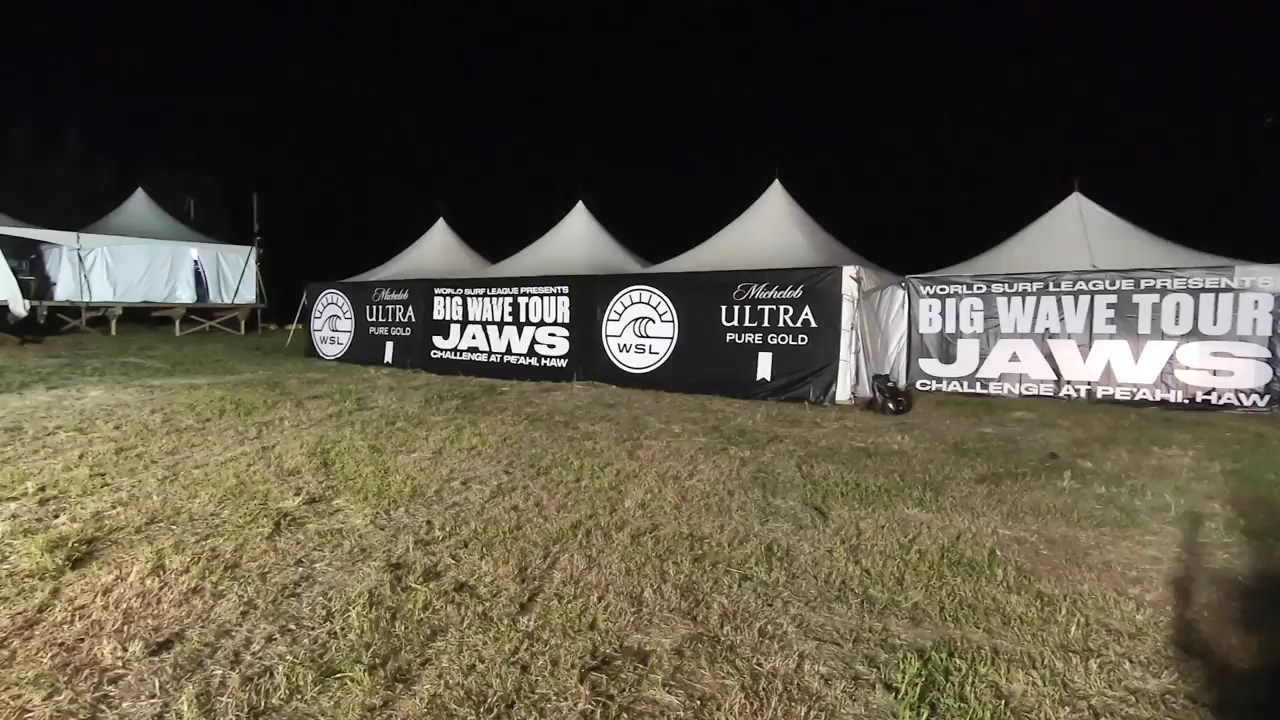 WSL
Michelob
ULTRA
PURE GOLD
WORLD SURF LEAGUE PRESENTS
BIG WAVE TOUR
JAWS
CHALLENGE AT PE'AHI, HAW
WSL
Michelob
ULTRA
PURE GOLD
WORLD SURF LEAGUE PRESENTS
BIG WAVE TOUR
JAWS
CHALLENGE AT PE'AHI, HAW